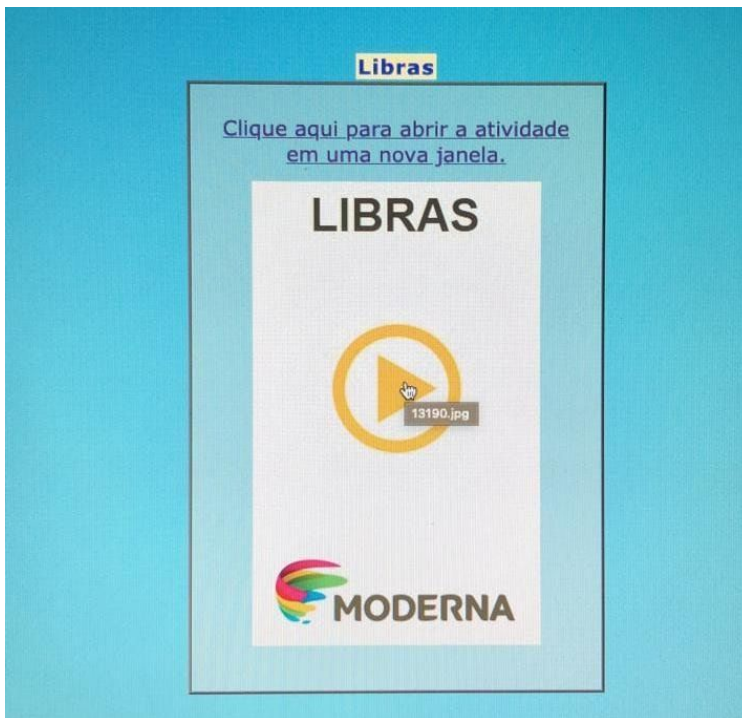 Libras
Clique aqui para abrir a atividade
em uma nova janela.
LIBRAS
13190.jpg
MODERNA